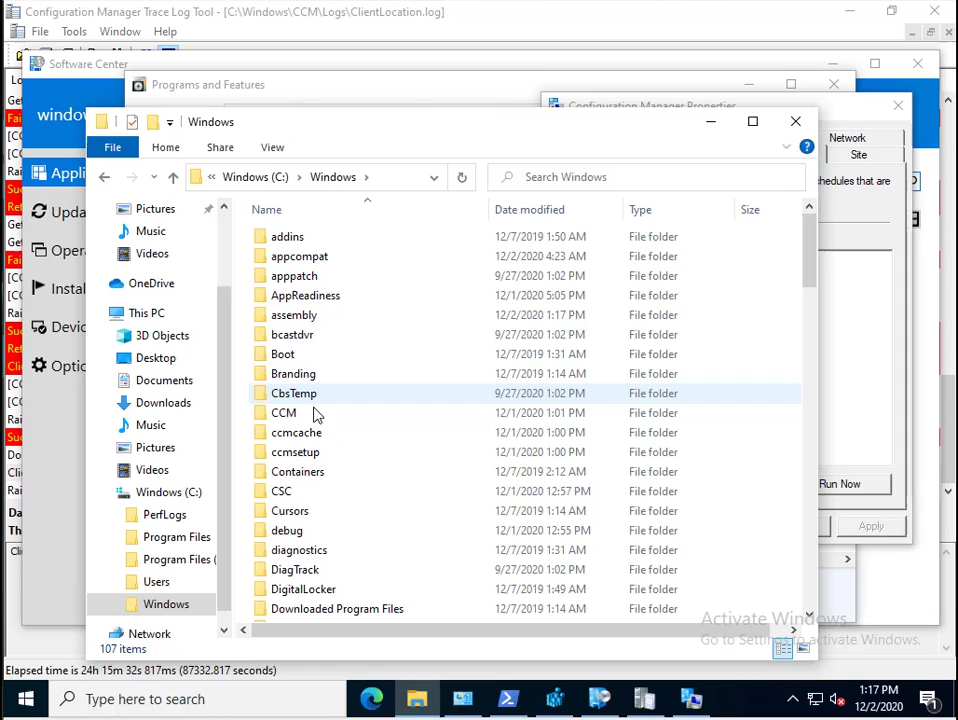 Configuration Manager Trace Log Tool - [C:\Windows\CCM\Logs\ClientLocation.log]
File Tools Window Help
Software Center
Programs and Features
Configuration Manager Properties
Windows
File Home Share View
Network
Site
« Windows (C:) › Windows ›
Search Windows
Name Date modified Type Size
Pictures
Music
Videos
OneDrive
This PC
3D Objects
Desktop
Documents
Downloads
Music
Pictures
Videos
Windows (C:)
PerfLogs
Program Files
Program Files (
Users
Windows
Network
addins 12/7/2019 1:50 AM File folder
appcompat 12/2/2020 4:23 AM File folder
apppatch 9/27/2020 1:02 PM File folder
AppReadiness 12/1/2020 5:05 PM File folder
assembly 12/2/2020 1:17 PM File folder
bcastdvr 9/27/2020 1:02 PM File folder
Boot 12/7/2019 1:31 AM File folder
Branding 12/7/2019 1:14 AM File folder
CbsTemp 9/27/2020 1:02 PM File folder
CCM 12/1/2020 1:01 PM File folder
ccmcache 12/1/2020 1:00 PM File folder
ccmsetup 12/1/2020 1:00 PM File folder
Containers 12/7/2019 2:12 AM File folder
CSC 12/1/2020 12:57 PM File folder
Cursors 12/7/2019 1:14 AM File folder
debug 12/1/2020 12:55 PM File folder
diagnostics 12/7/2019 1:31 AM File folder
DiagTrack 9/27/2020 1:02 PM File folder
DigitalLocker 12/7/2019 1:49 AM File folder
Downloaded Program Files 12/7/2019 1:14 AM File folder
107 items
Run Now
Apply
Activate Windows
Go to Settings to activate Windows.
Elapsed time is 24h 15m 32s 817ms (87332.817 seconds)
Type here to search
1:17 PM
12/2/2020
1